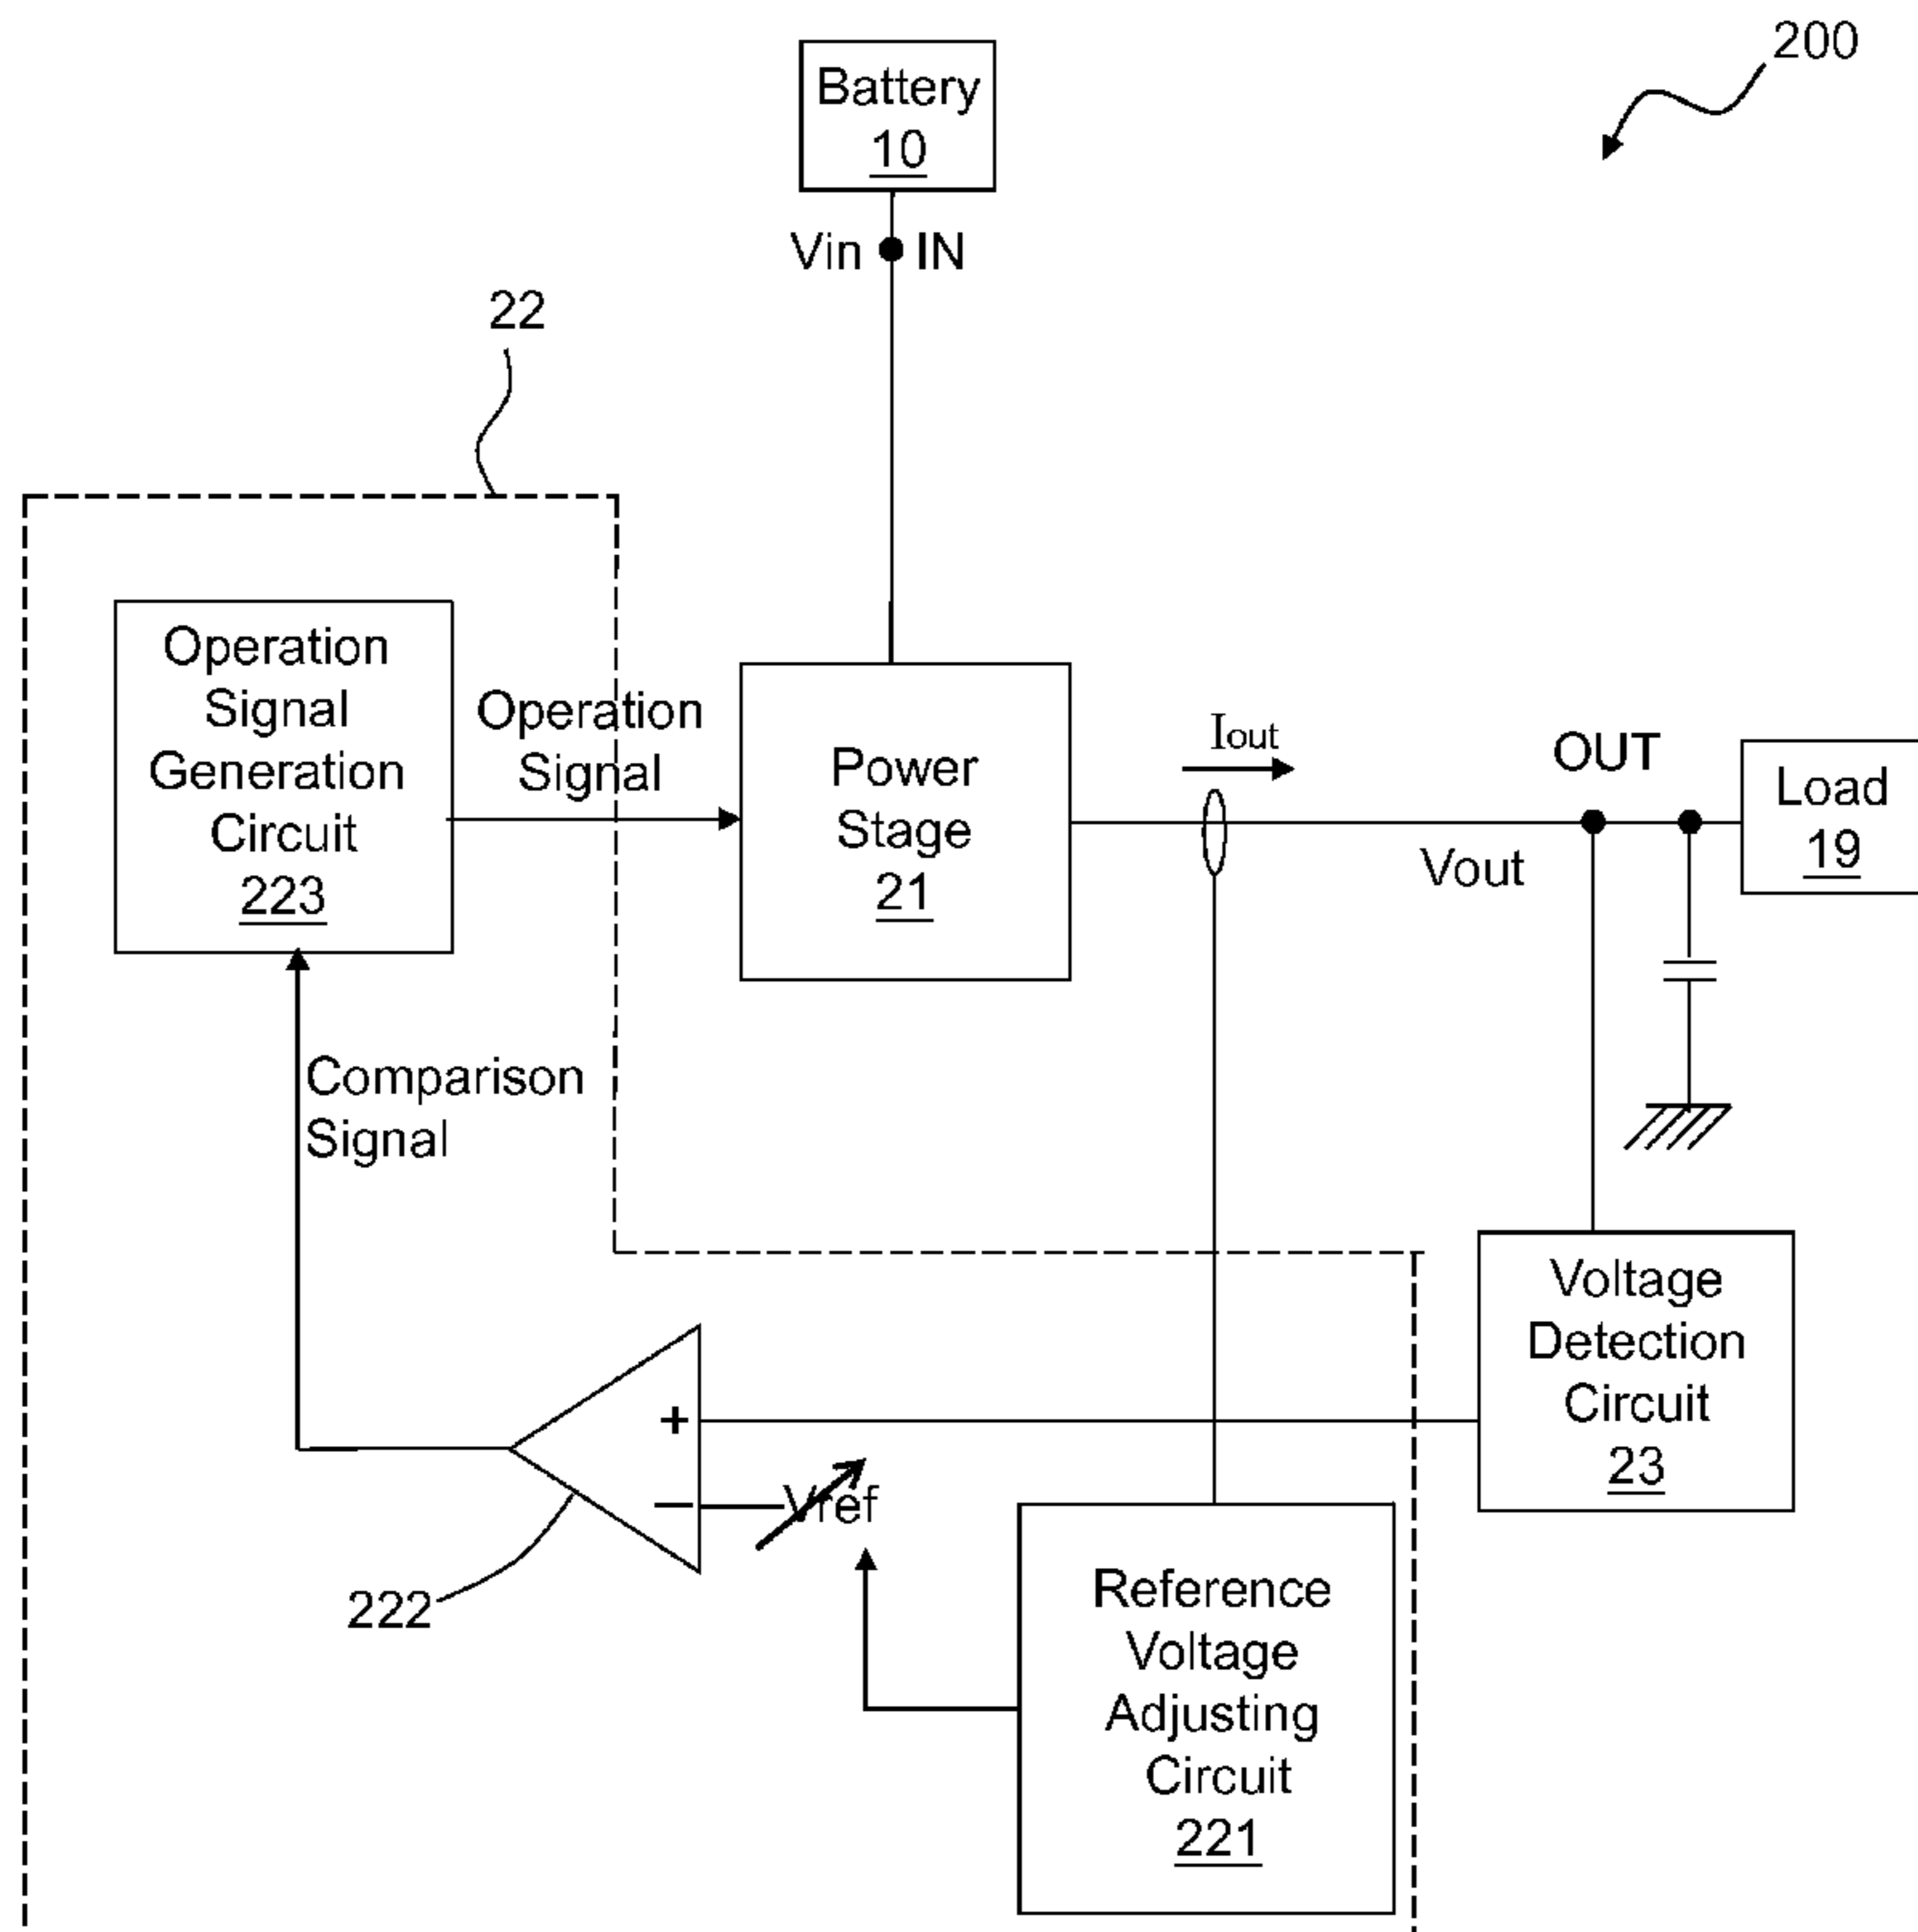 200
Battery
10
Vin
IN
22
Operation
Signal
Generation
Circuit
223
Operation
Signal
Power
Stage
21
Iout
OUT
Vout
Load
19
Comparison
Signal
Voltage
Detection
Circuit
23
+
−
Vref
222
Reference
Voltage
Adjusting
Circuit
221